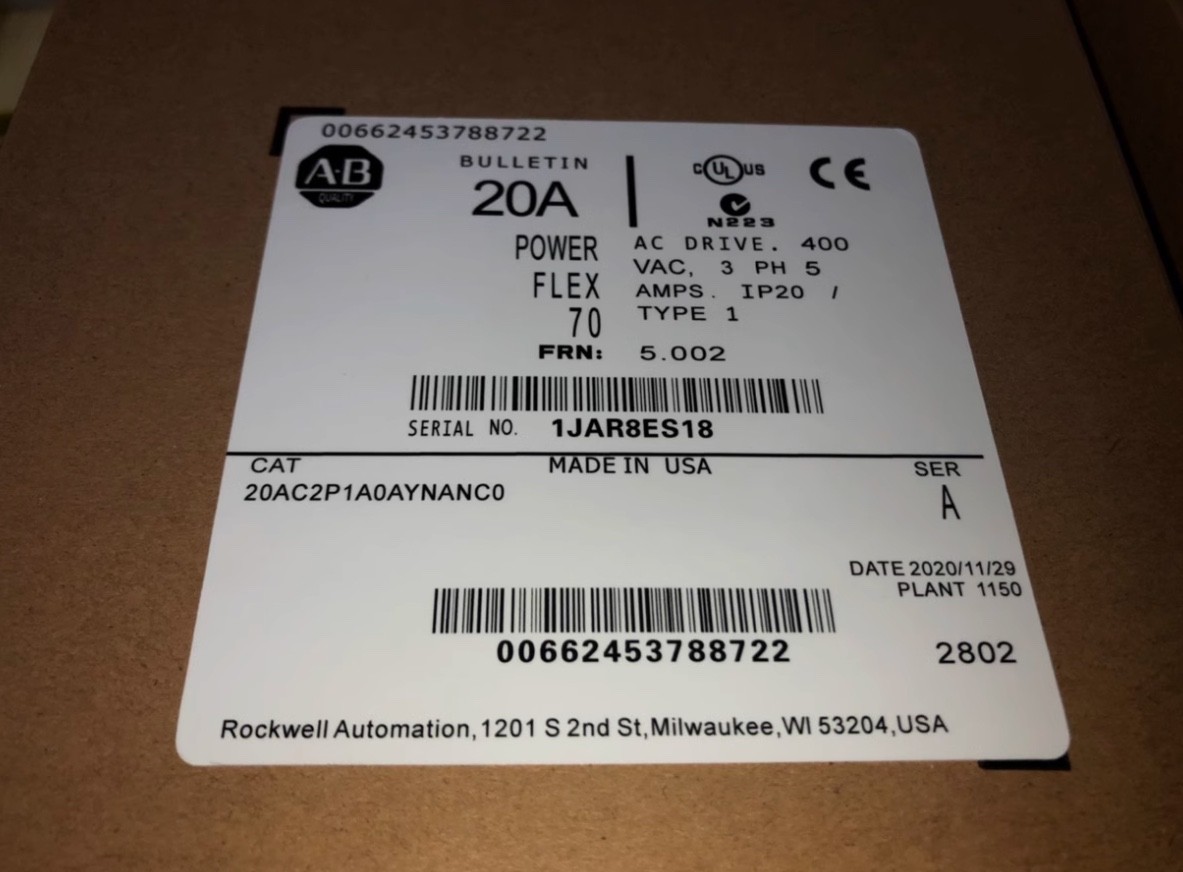 00662453788722
A·B
QUALITY
BULLETIN
20A
C UL US CE
N223
POWER
FLEX
70
AC DRIVE. 400
VAC, 3 PH 5
AMPS. IP20 /
TYPE 1
FRN: 5.002
SERIAL NO. 1JAR8ES18
CAT MADE IN USA SER
20AC2P1A0AYNANC0 A
DATE 2020/11/29
PLANT 1150
00662453788722 2802
Rockwell Automation,1201 S 2nd St,Milwaukee,WI 53204,USA